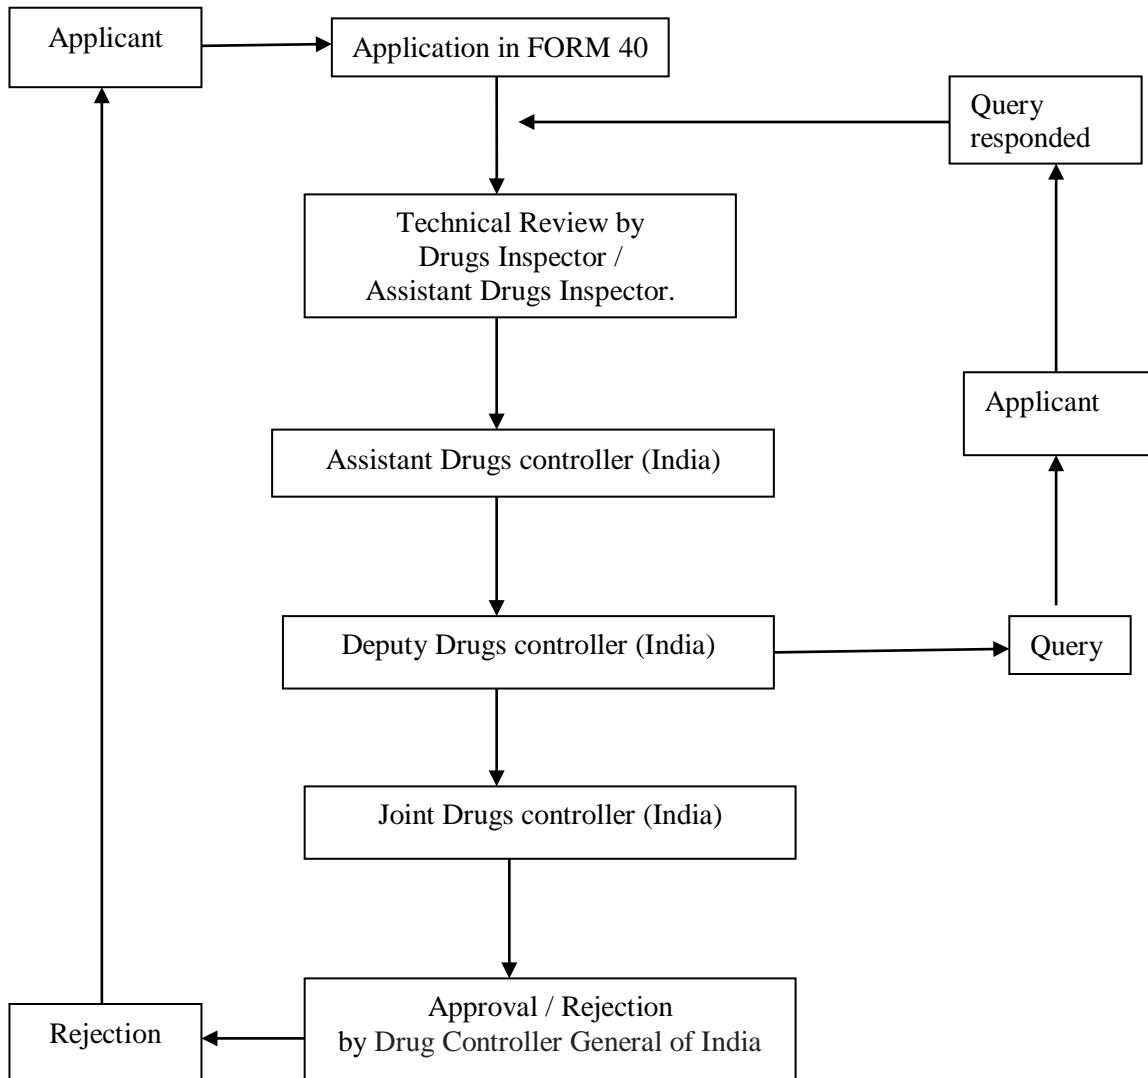 Applicant
Application in FORM 40
Query
responded
Technical Review by
Drugs Inspector /
Assistant Drugs Inspector.
Applicant
Assistant Drugs controller (India)
Deputy Drugs controller (India)
Query
Joint Drugs controller (India)
Approval / Rejection
by Drug Controller General of India
Rejection